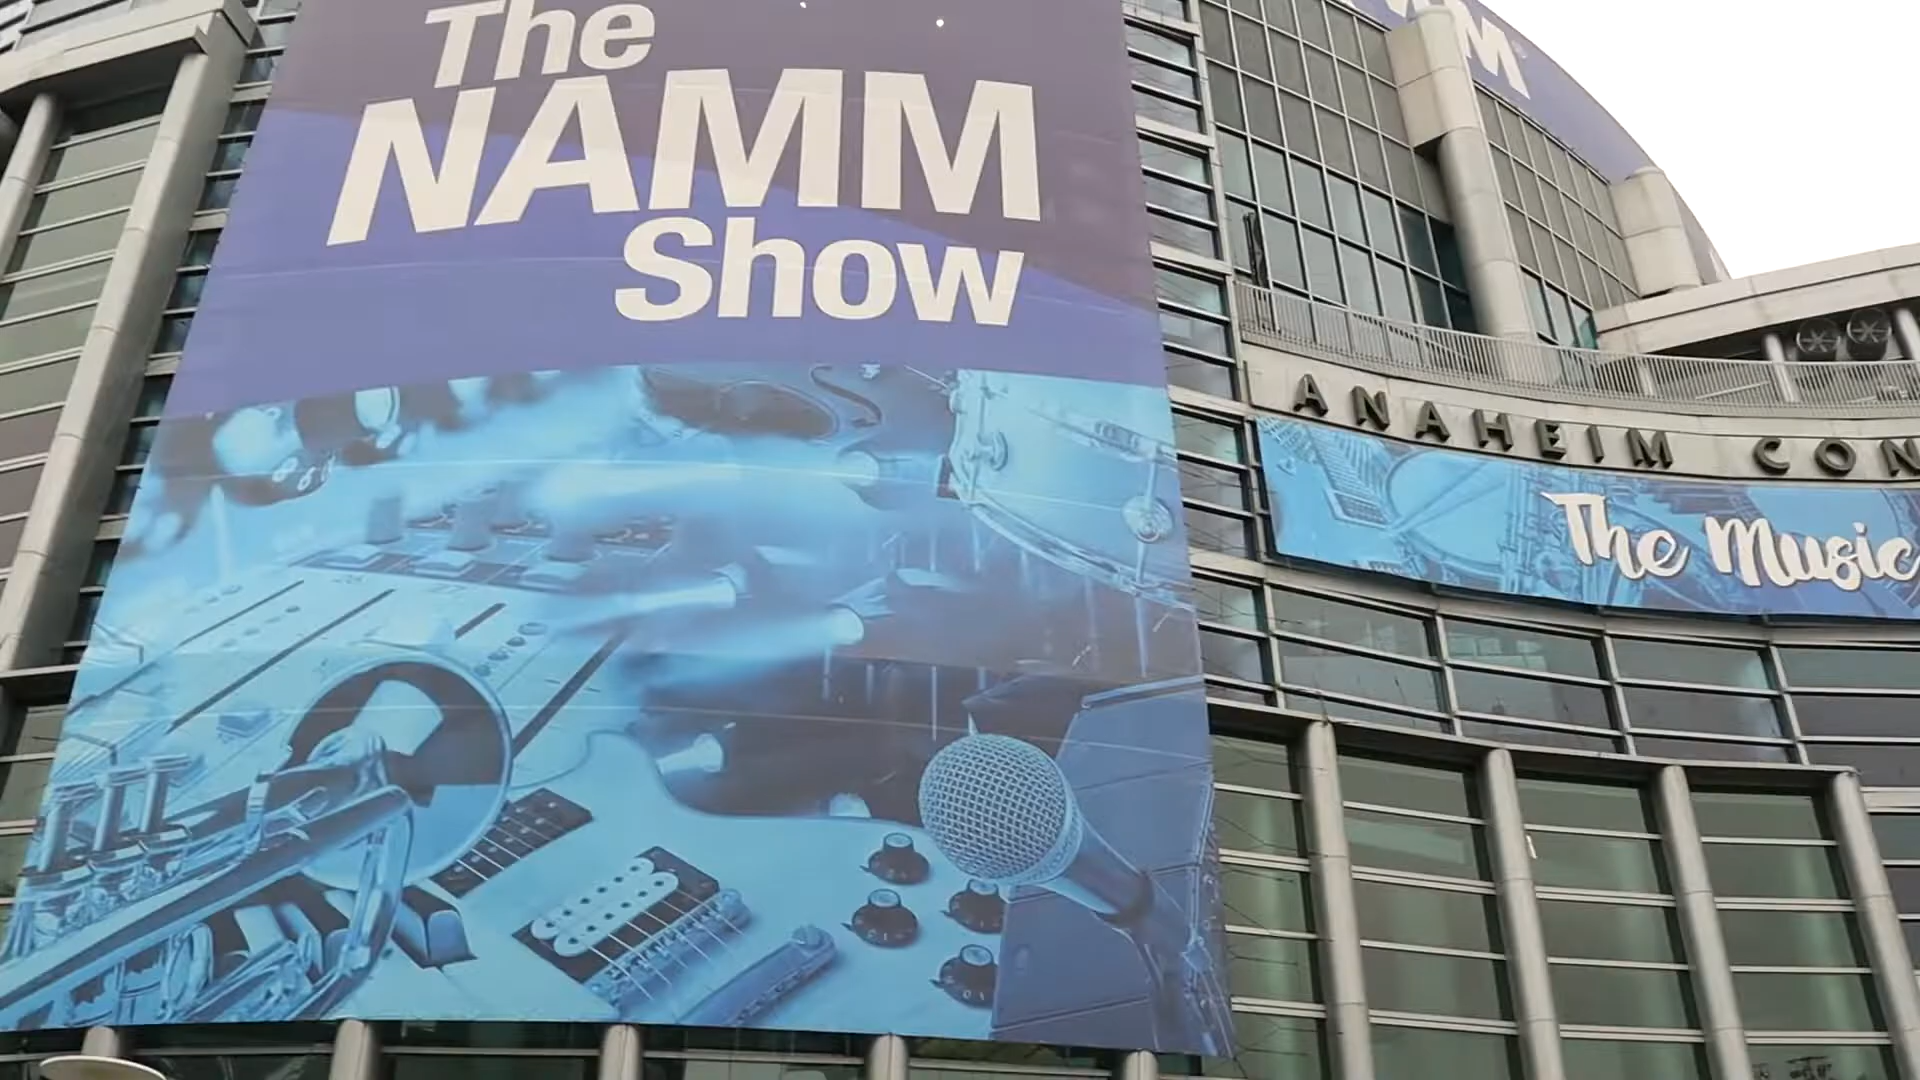 The
NAMM
Show
M
ANAHEIM CON
The Music